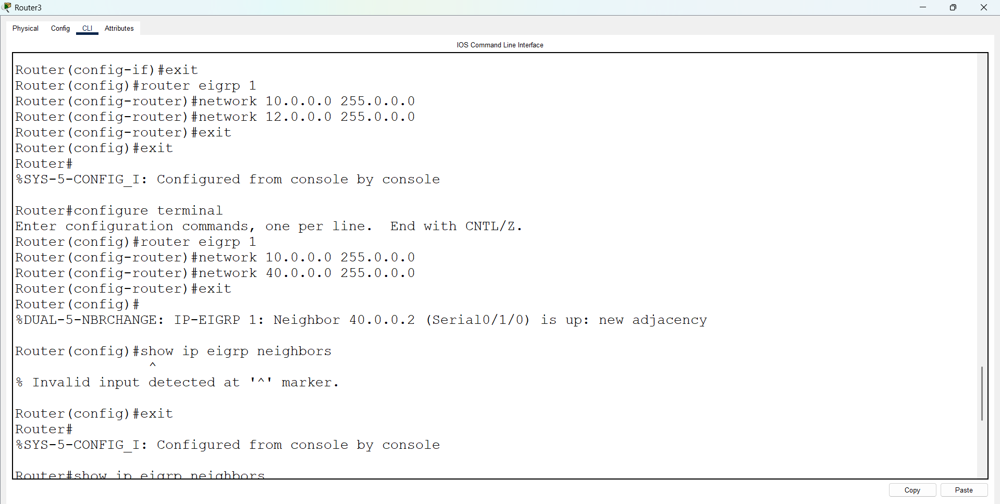 Router3
Physical Config CLI Attributes
IOS Command Line Interface
Router(config-if)#exit
Router(config)#router eigrp 1
Router(config-router)#network 10.0.0.0 255.0.0.0
Router(config-router)#network 12.0.0.0 255.0.0.0
Router(config-router)#exit
Router(config)#exit
Router#
%SYS-5-CONFIG_I: Configured from console by console
Router#configure terminal
Enter configuration commands, one per line.  End with CNTL/Z.
Router(config)#router eigrp 1
Router(config-router)#network 10.0.0.0 255.0.0.0
Router(config-router)#network 40.0.0.0 255.0.0.0
Router(config-router)#exit
Router(config)#
%DUAL-5-NBRCHANGE: IP-EIGRP 1: Neighbor 40.0.0.2 (Serial0/1/0) is up: new adjacency
Router(config)#show ip eigrp neighbors
^
% Invalid input detected at '^' marker.
Router(config)#exit
Router#
%SYS-5-CONFIG_I: Configured from console by console
Router#show ip eigrp neighbors
Copy Paste